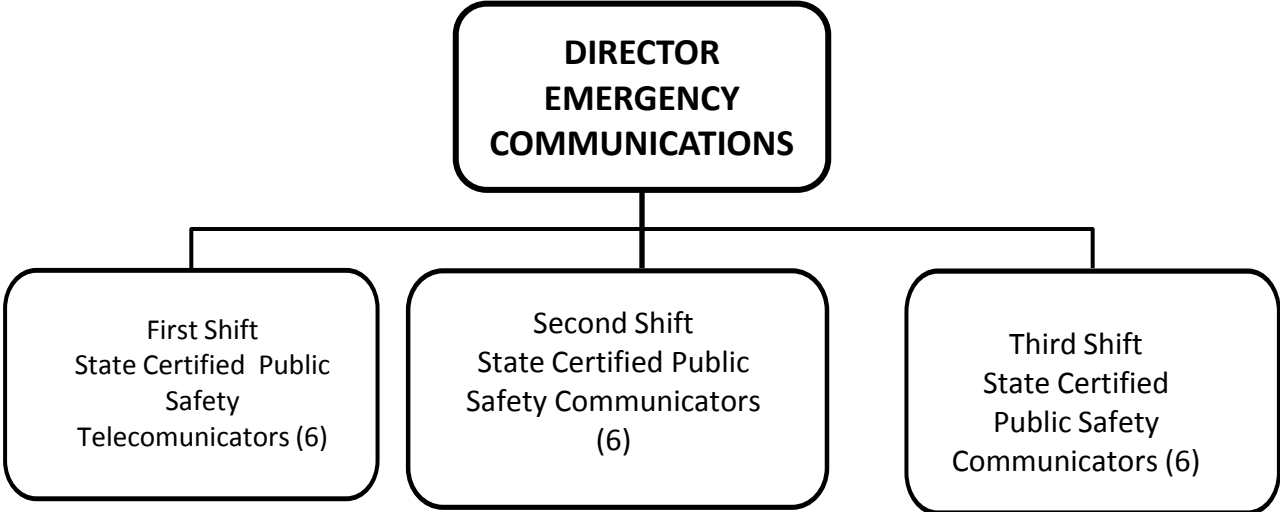 DIRECTOR
EMERGENCY
COMMUNICATIONS
First Shift
State Certified Public
Safety
Telecomunicators (6)
Second Shift
State Certified Public
Safety Communicators
(6)
Third Shift
State Certified
Public Safety
Communicators (6)